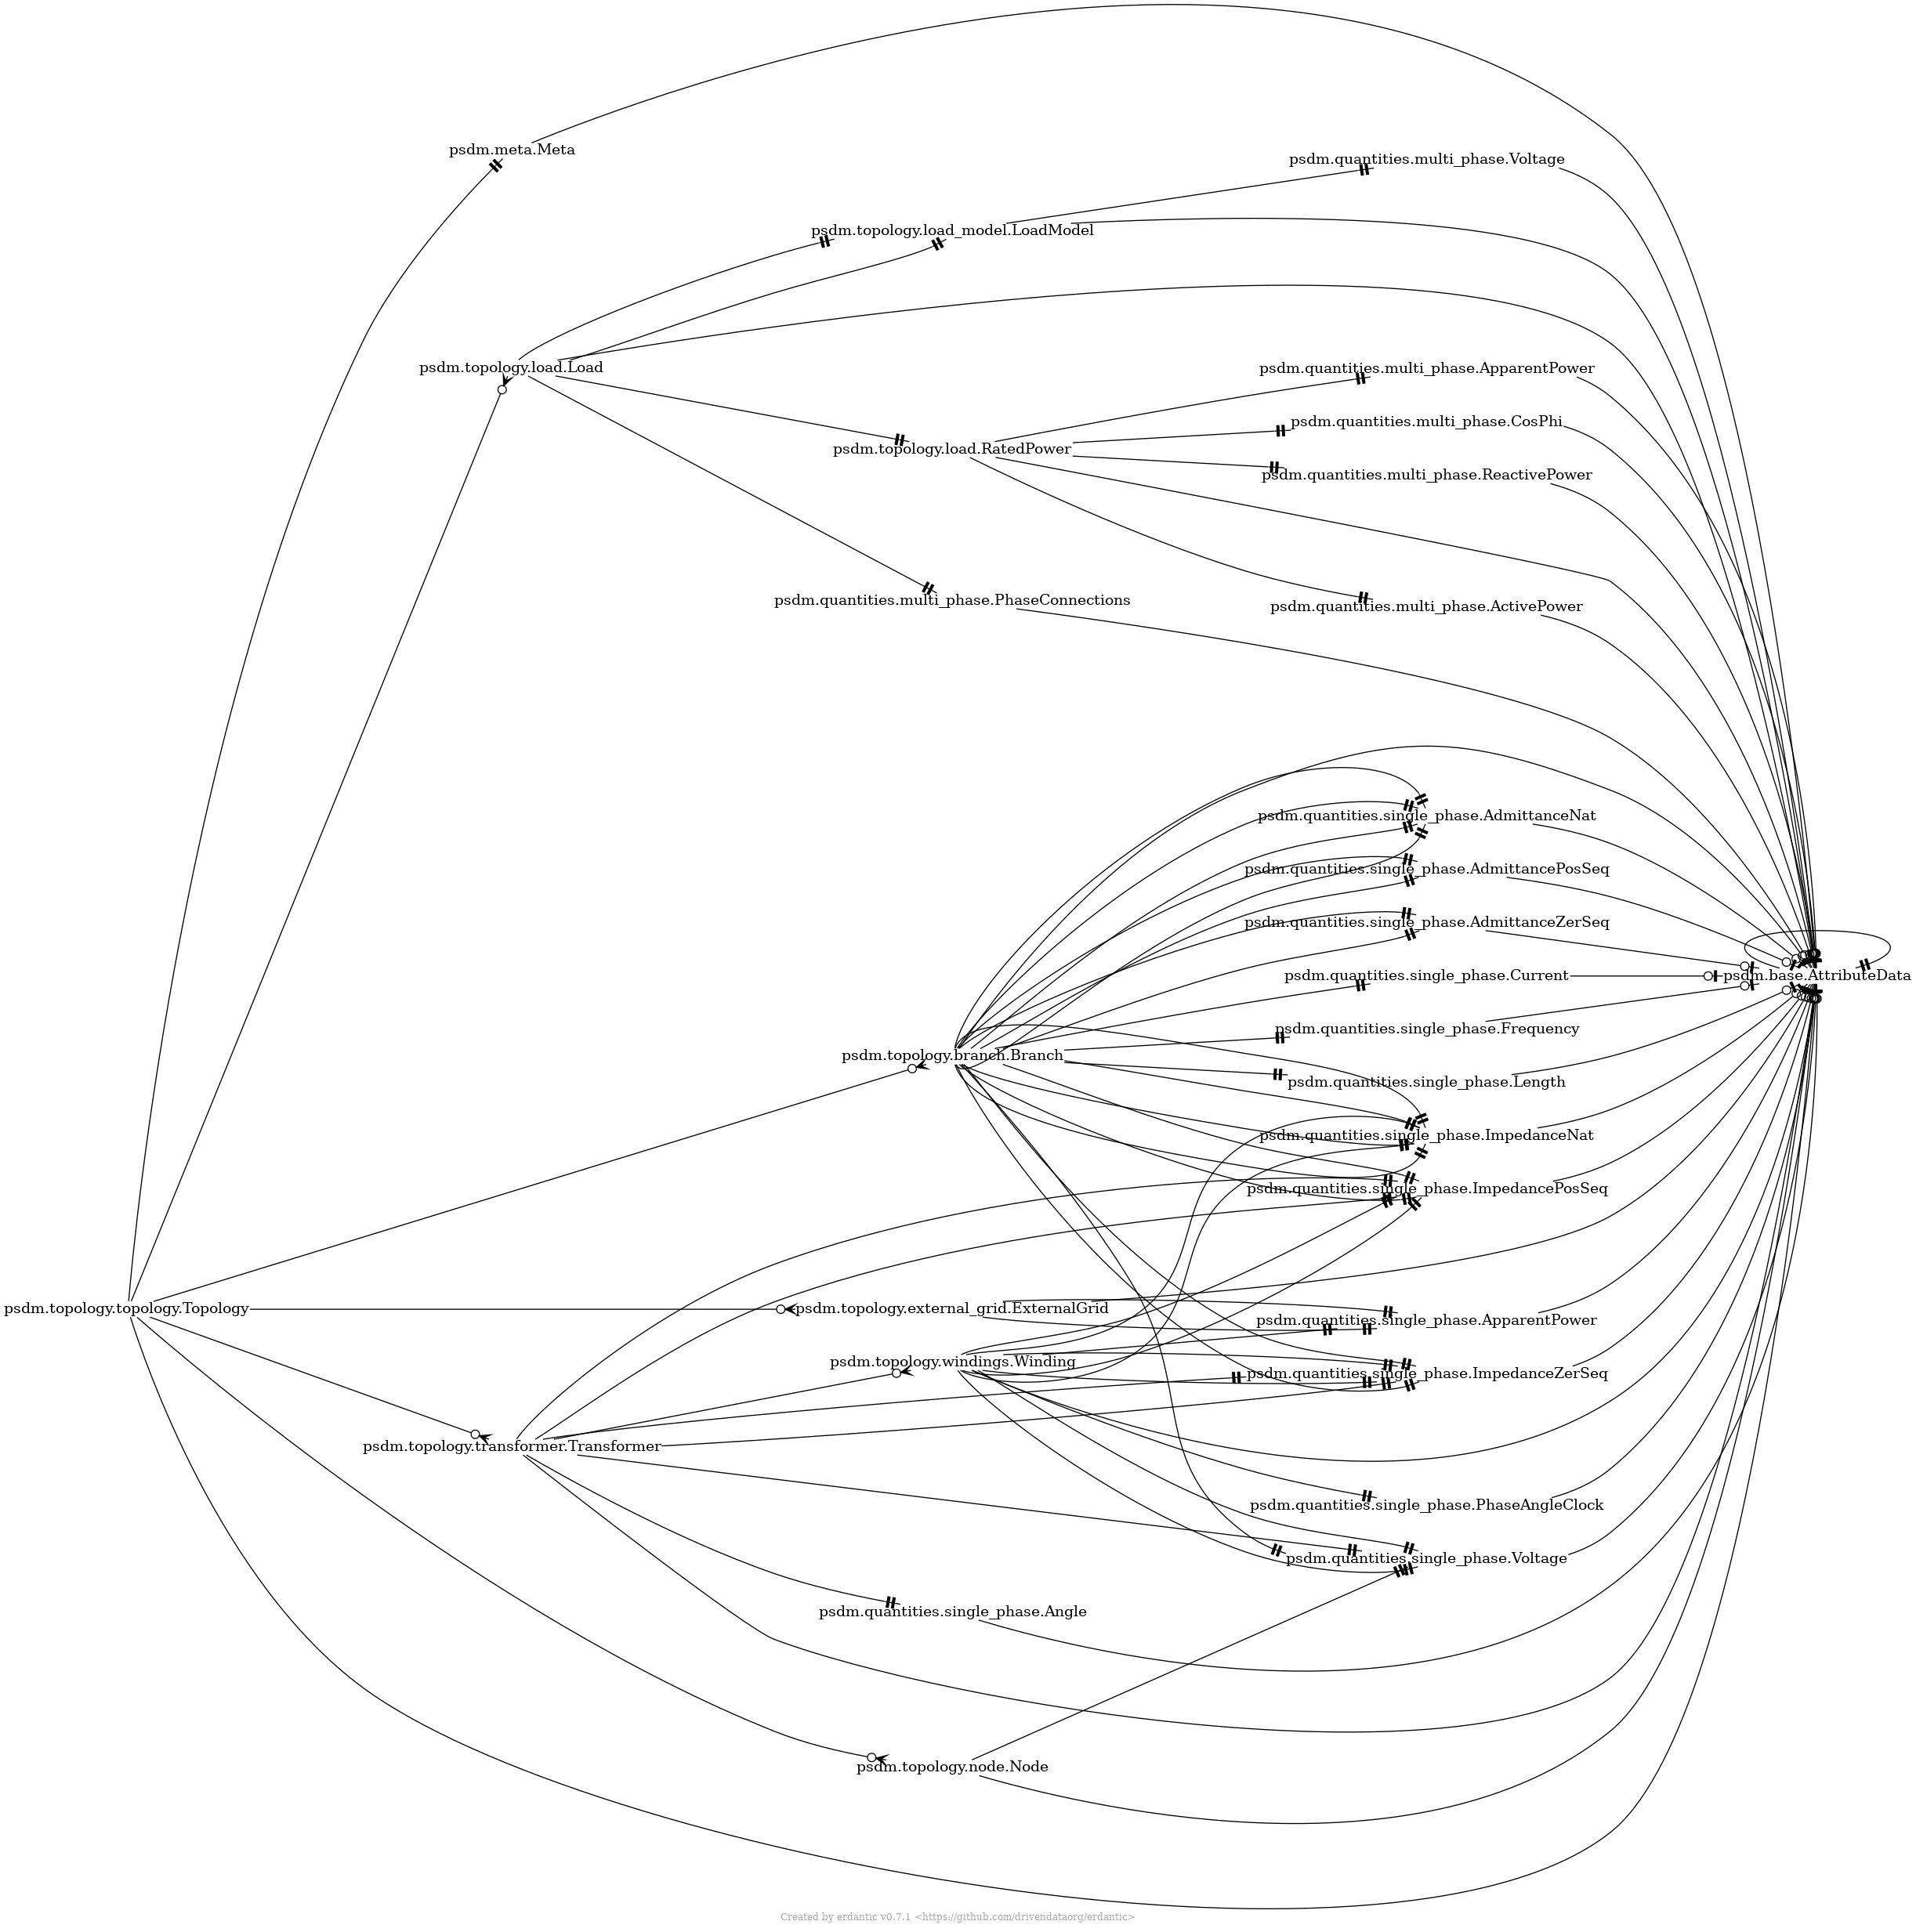 psdm.meta.Meta
psdm.quantities.multi_phase.Voltage
psdm.topology.load_model.LoadModel
psdm.topology.load.Load
psdm.quantities.multi_phase.ApparentPower
psdm.quantities.multi_phase.CosPhi
psdm.topology.load.RatedPower
psdm.quantities.multi_phase.ReactivePower
psdm.quantities.multi_phase.PhaseConnections
psdm.quantities.multi_phase.ActivePower
psdm.quantities.single_phase.AdmittanceNat
psdm.quantities.single_phase.AdmittancePosSeq
psdm.quantities.single_phase.AdmittanceZerSeq
psdm.quantities.single_phase.Current
psdm.base.AttributeData
psdm.quantities.single_phase.Frequency
psdm.topology.branch.Branch
psdm.quantities.single_phase.Length
psdm.quantities.single_phase.ImpedanceNat
psdm.quantities.single_phase.ImpedancePosSeq
psdm.topology.topology.Topology
psdm.topology.external_grid.ExternalGrid
psdm.quantities.single_phase.ApparentPower
psdm.topology.windings.Winding
psdm.quantities.single_phase.ImpedanceZerSeq
psdm.topology.transformer.Transformer
psdm.quantities.single_phase.PhaseAngleClock
psdm.quantities.single_phase.Voltage
psdm.quantities.single_phase.Angle
psdm.topology.node.Node
Created by erdantic v0.7.1 <https://github.com/drivendataorg/erdantic>